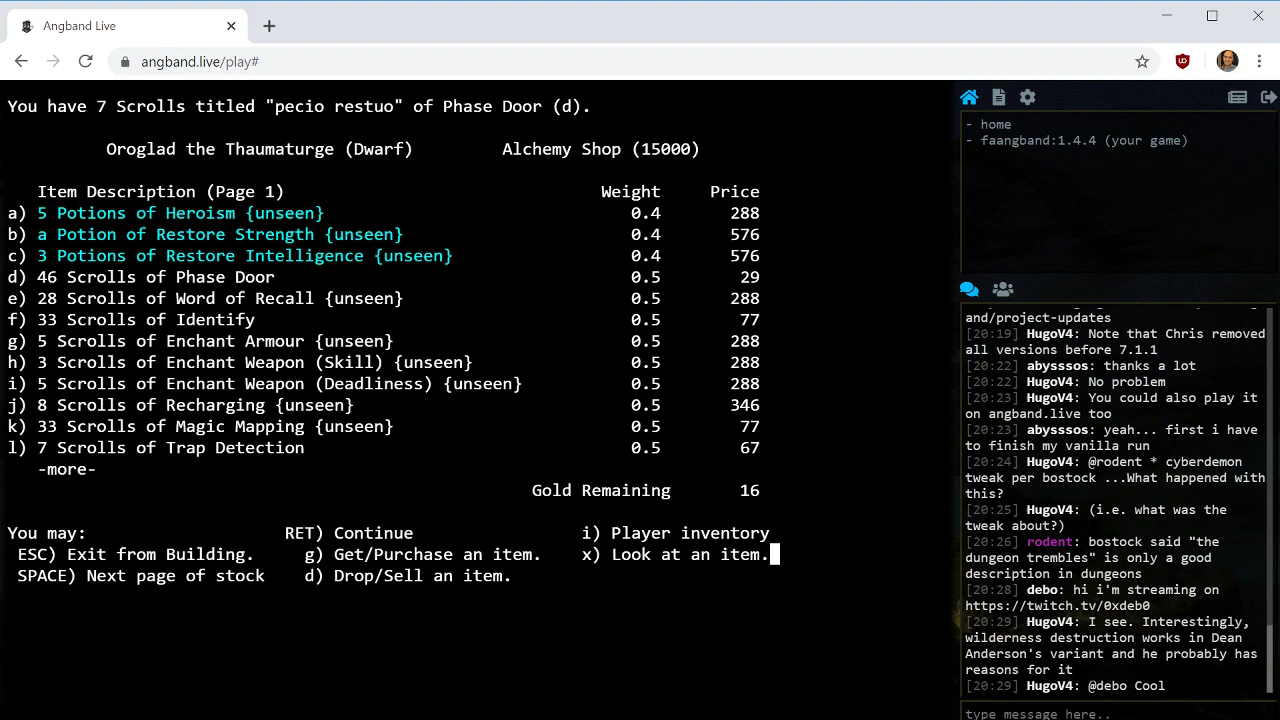 Angband Live
angband.live/play#
You have 7 Scrolls titled "pecio restuo" of Phase Door (d).
Oroglad the Thaumaturge (Dwarf) Alchemy Shop (15000)
Item Description (Page 1) Weight Price
a) 5 Potions of Heroism {unseen} 0.4 288
b) a Potion of Restore Strength {unseen} 0.4 576
c) 3 Potions of Restore Intelligence {unseen} 0.4 576
d) 46 Scrolls of Phase Door 0.5 29
e) 28 Scrolls of Word of Recall {unseen} 0.5 288
f) 33 Scrolls of Identify 0.5 77
g) 5 Scrolls of Enchant Armour {unseen} 0.5 288
h) 3 Scrolls of Enchant Weapon (Skill) {unseen} 0.5 288
i) 5 Scrolls of Enchant Weapon (Deadliness) {unseen} 0.5 288
j) 8 Scrolls of Recharging {unseen} 0.5 346
k) 33 Scrolls of Magic Mapping {unseen} 0.5 77
l) 7 Scrolls of Trap Detection 0.5 67
-more-
Gold Remaining 16
You may: RET) Continue i) Player inventory
ESC) Exit from Building. g) Get/Purchase an item. x) Look at an item.
SPACE) Next page of stock d) Drop/Sell an item.
- home
- faangband:1.4.4 (your game)
and/project-updates
[20:19] HugoV4: Note that Chris removed
all versions before 7.1.1
[20:22] abysssos: thanks a lot
[20:22] HugoV4: No problem
[20:23] HugoV4: You could also play it
on angband.live too
[20:23] abysssos: yeah... first i have
to finish my vanilla run
[20:24] HugoV4: @rodent * cyberdemon
tweak per bostock ...What happened with
this?
[20:25] HugoV4: (i.e. what was the
tweak about?)
[20:26] rodent: bostock said "the
dungeon trembles" is only a good
description in dungeons
[20:28] debo: hi i'm streaming on
https://twitch.tv/0xdeb0
[20:29] HugoV4: I see. Interestingly,
wilderness destruction works in Dean
Anderson's variant and he probably has
reasons for it
[20:29] HugoV4: @debo Cool
type message here..